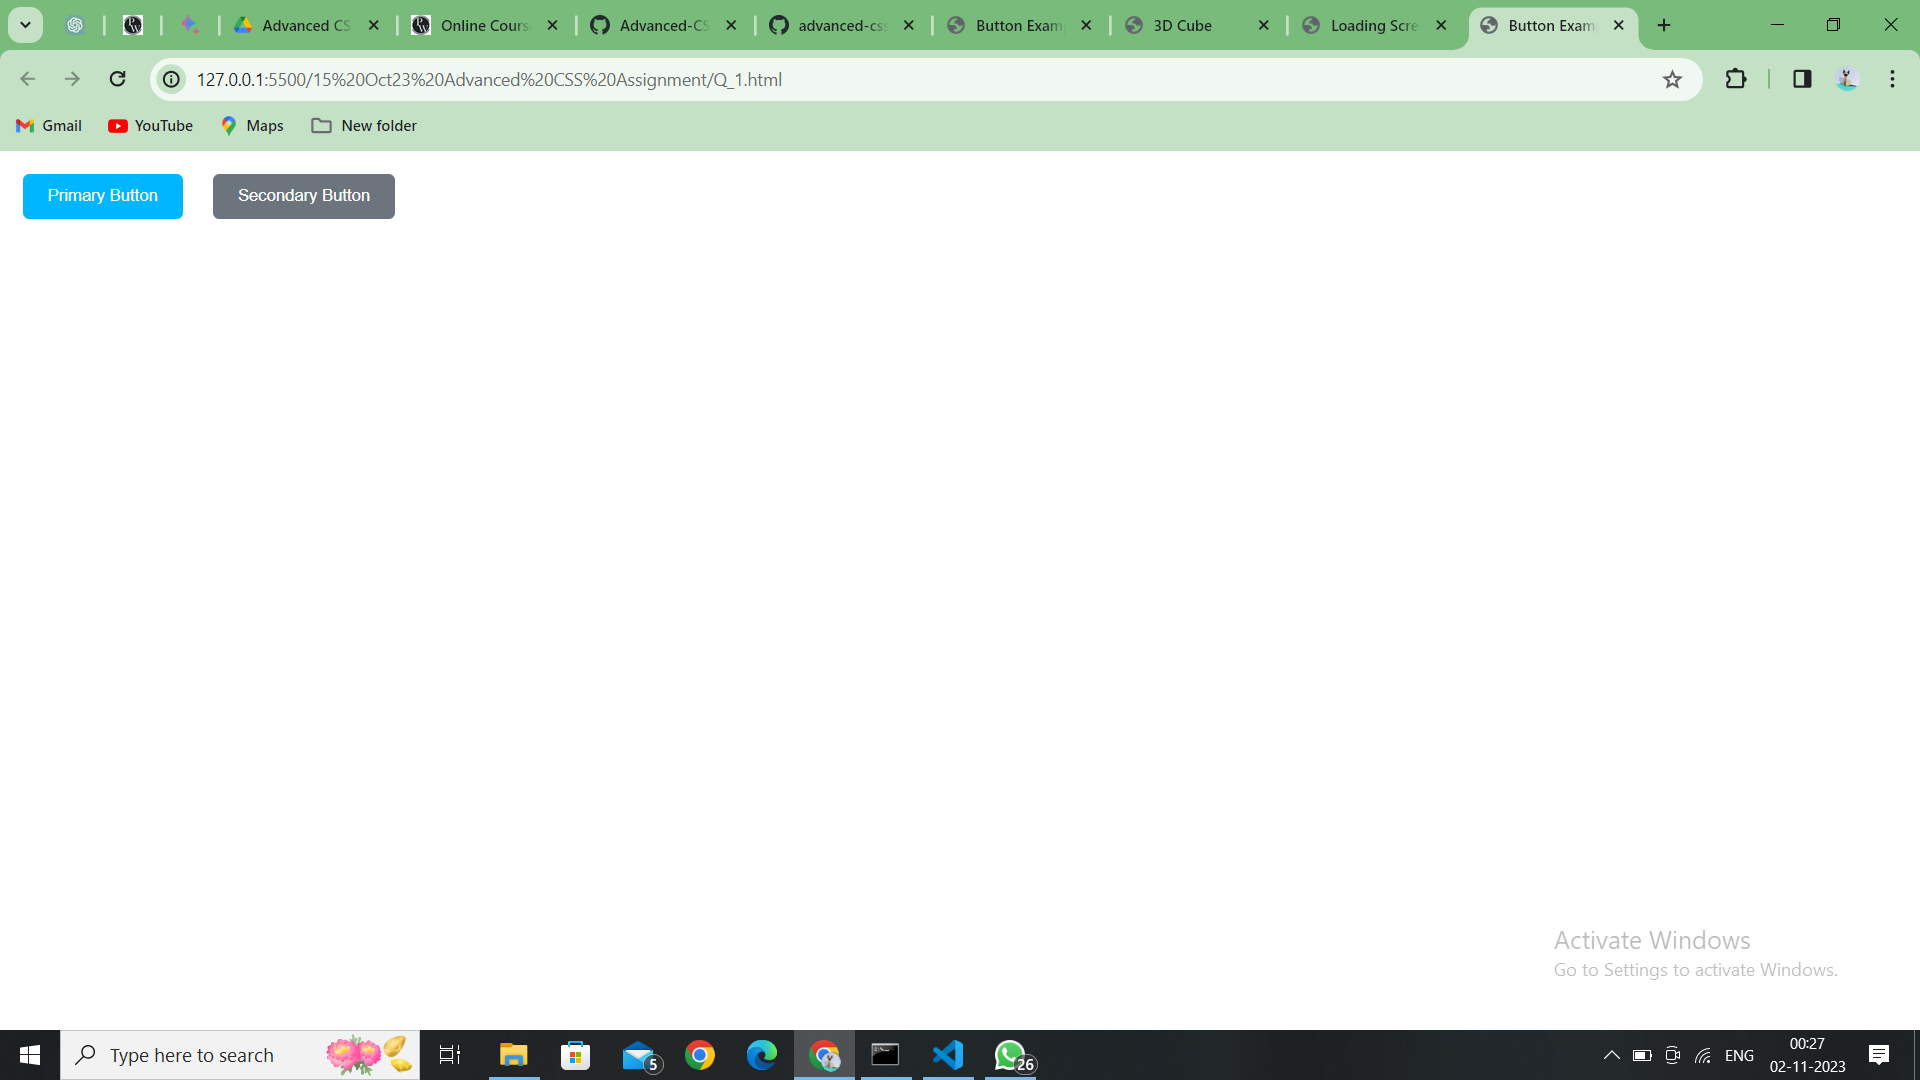 Advanced CS
Online Cours
Advanced-CS
advanced-css
Button Exam
3D Cube
Loading Scre
Button Exam
127.0.0.1:5500/15%20Oct23%20Advanced%20CSS%20Assignment/Q_1.html
Gmail
YouTube
Maps
New folder
Primary Button
Secondary Button
Activate Windows
Go to Settings to activate Windows.
Type here to search
5
26
ENG
00:27
02-11-2023